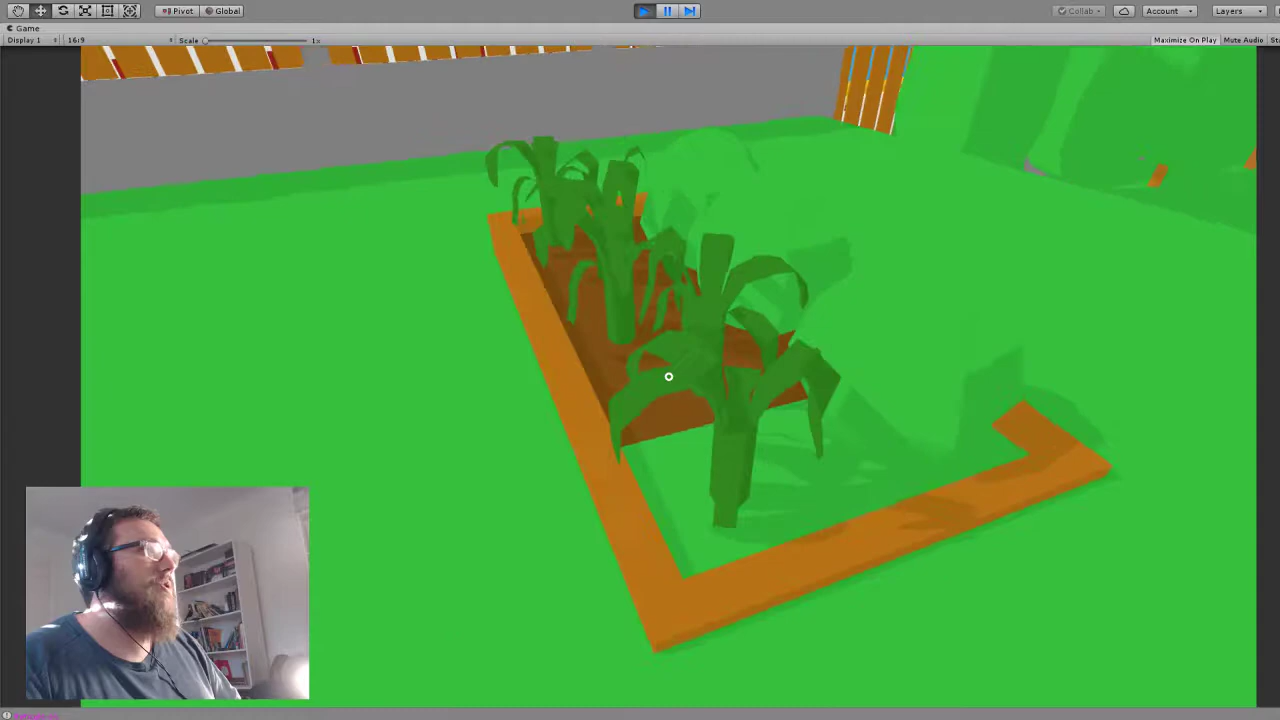 Pivot Global Collab Account Layers
Game
Display 1 16:9 Scale 1x Maximize On Play Mute Audio